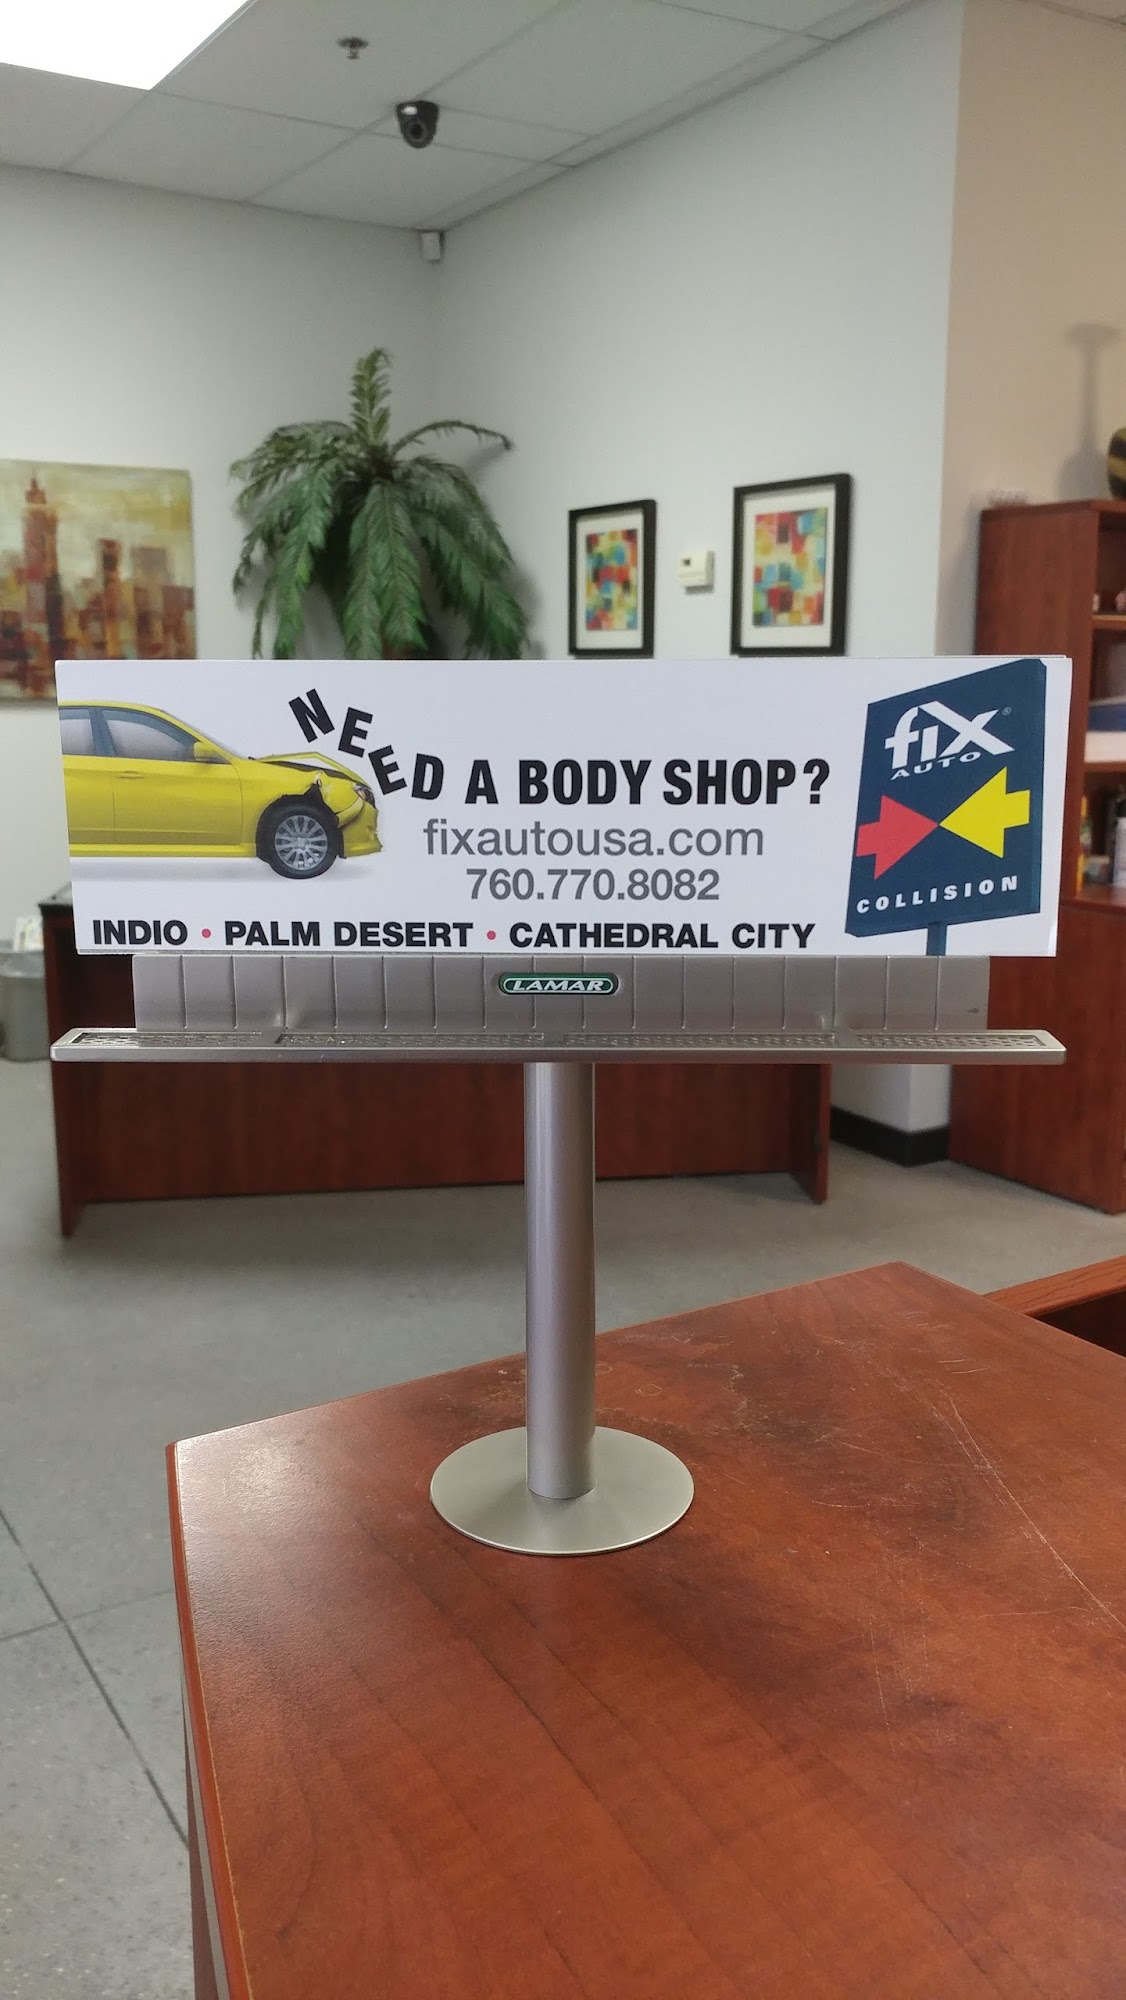 NEED A BODY SHOP?
fixautousa.com
760.770.8082
INDIO • PALM DESERT • CATHEDRAL CITY
fix®
AUTO
COLLISION
LAMAR